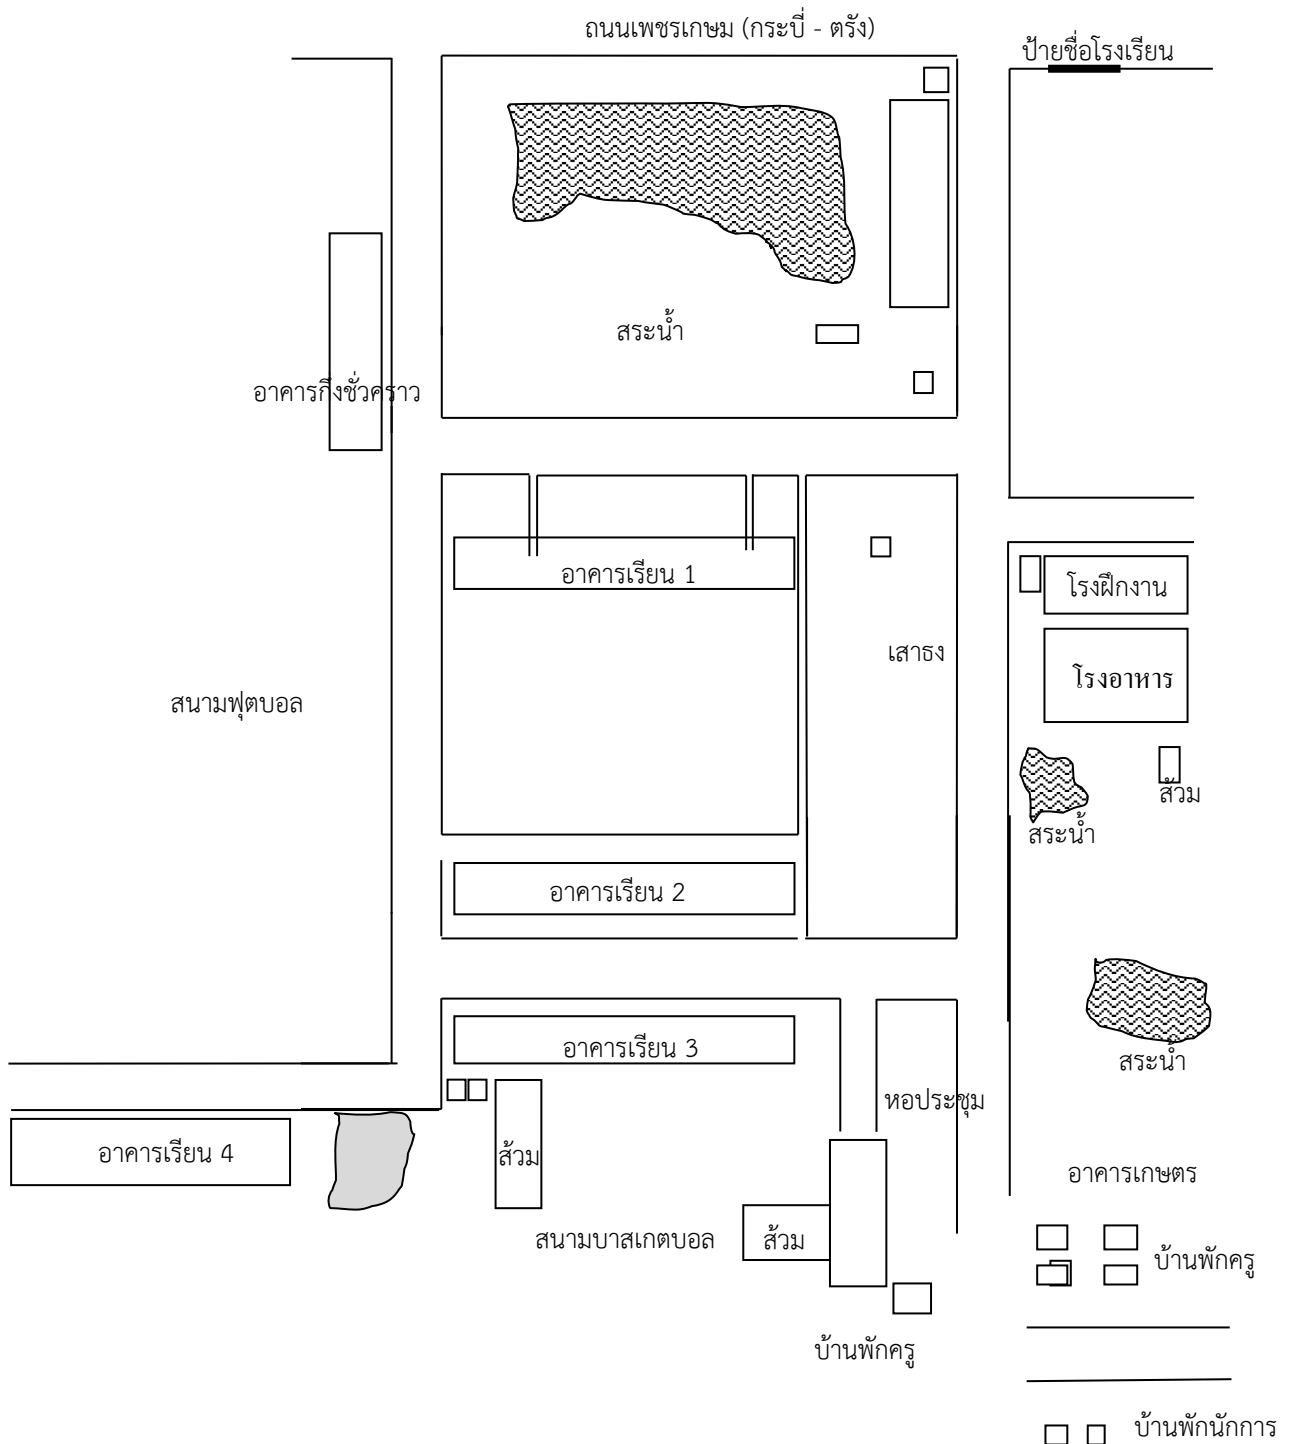 ถนนเพชรเกษม (กระบี่ - ตรัง)
ป้ายชื่อโรงเรียน
สระน้ำ
อาคารกึ่งชั่วคราว
อาคารเรียน 1
โรงฝึกงาน
เสาธง
โรงอาหาร
สนามฟุตบอล
ส้วม
สระน้ำ
อาคารเรียน 2
อาคารเรียน 3
สระน้ำ
หอประชุม
อาคารเรียน 4
ส้วม
อาคารเกษตร
สนามบาสเกตบอล
ส้วม
บ้านพักครู
บ้านพักครู
บ้านพักนักการ